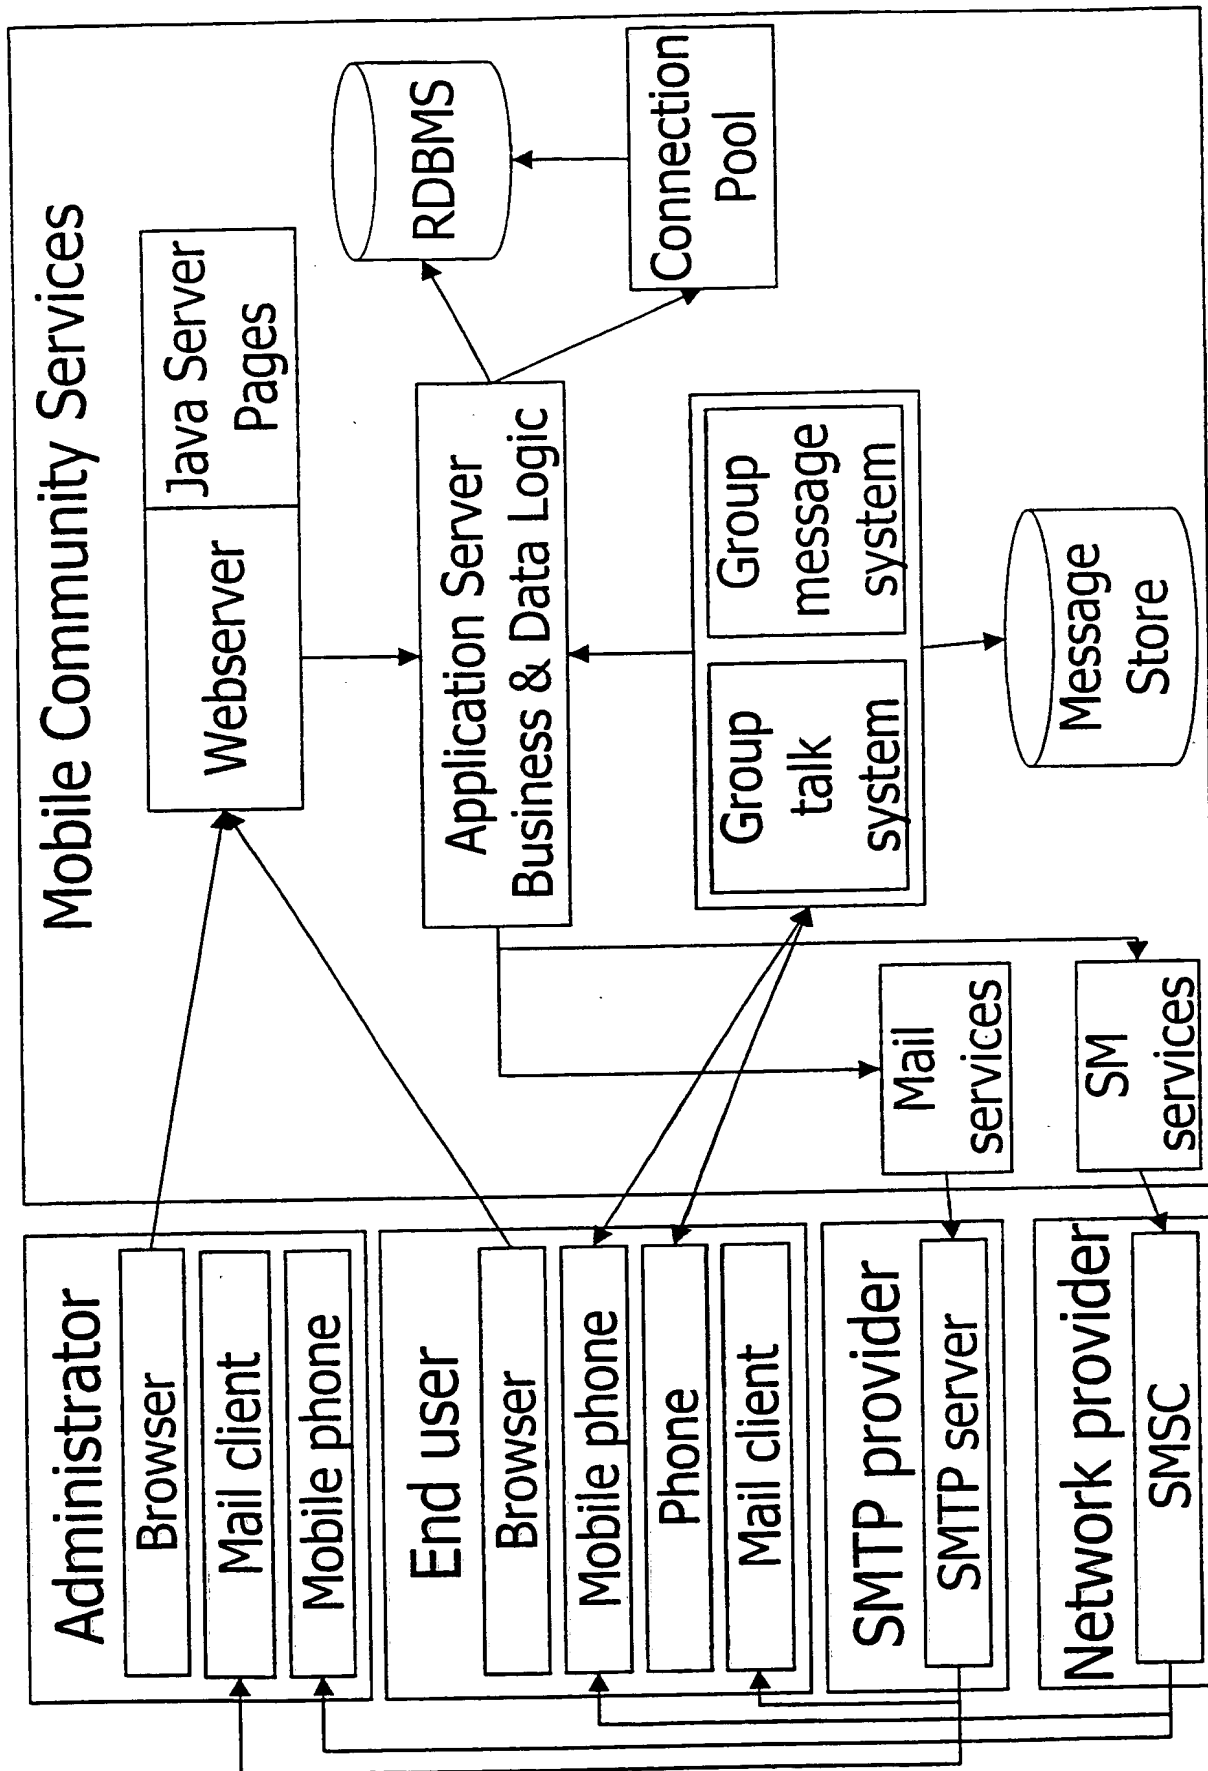 Mobile Community Services
Administrator
Browser
Mail client
Mobile phone
End user
Browser
Mobile phone
Phone
Mail client
SMTP provider
SMTP server
Network provider
SMSC
Webserver
Java Server
Pages
Application Server
Business & Data Logic
RDBMS
Connection
Pool
Group
talk
system
Group
message
system
Mail
services
SM
services
Message
Store